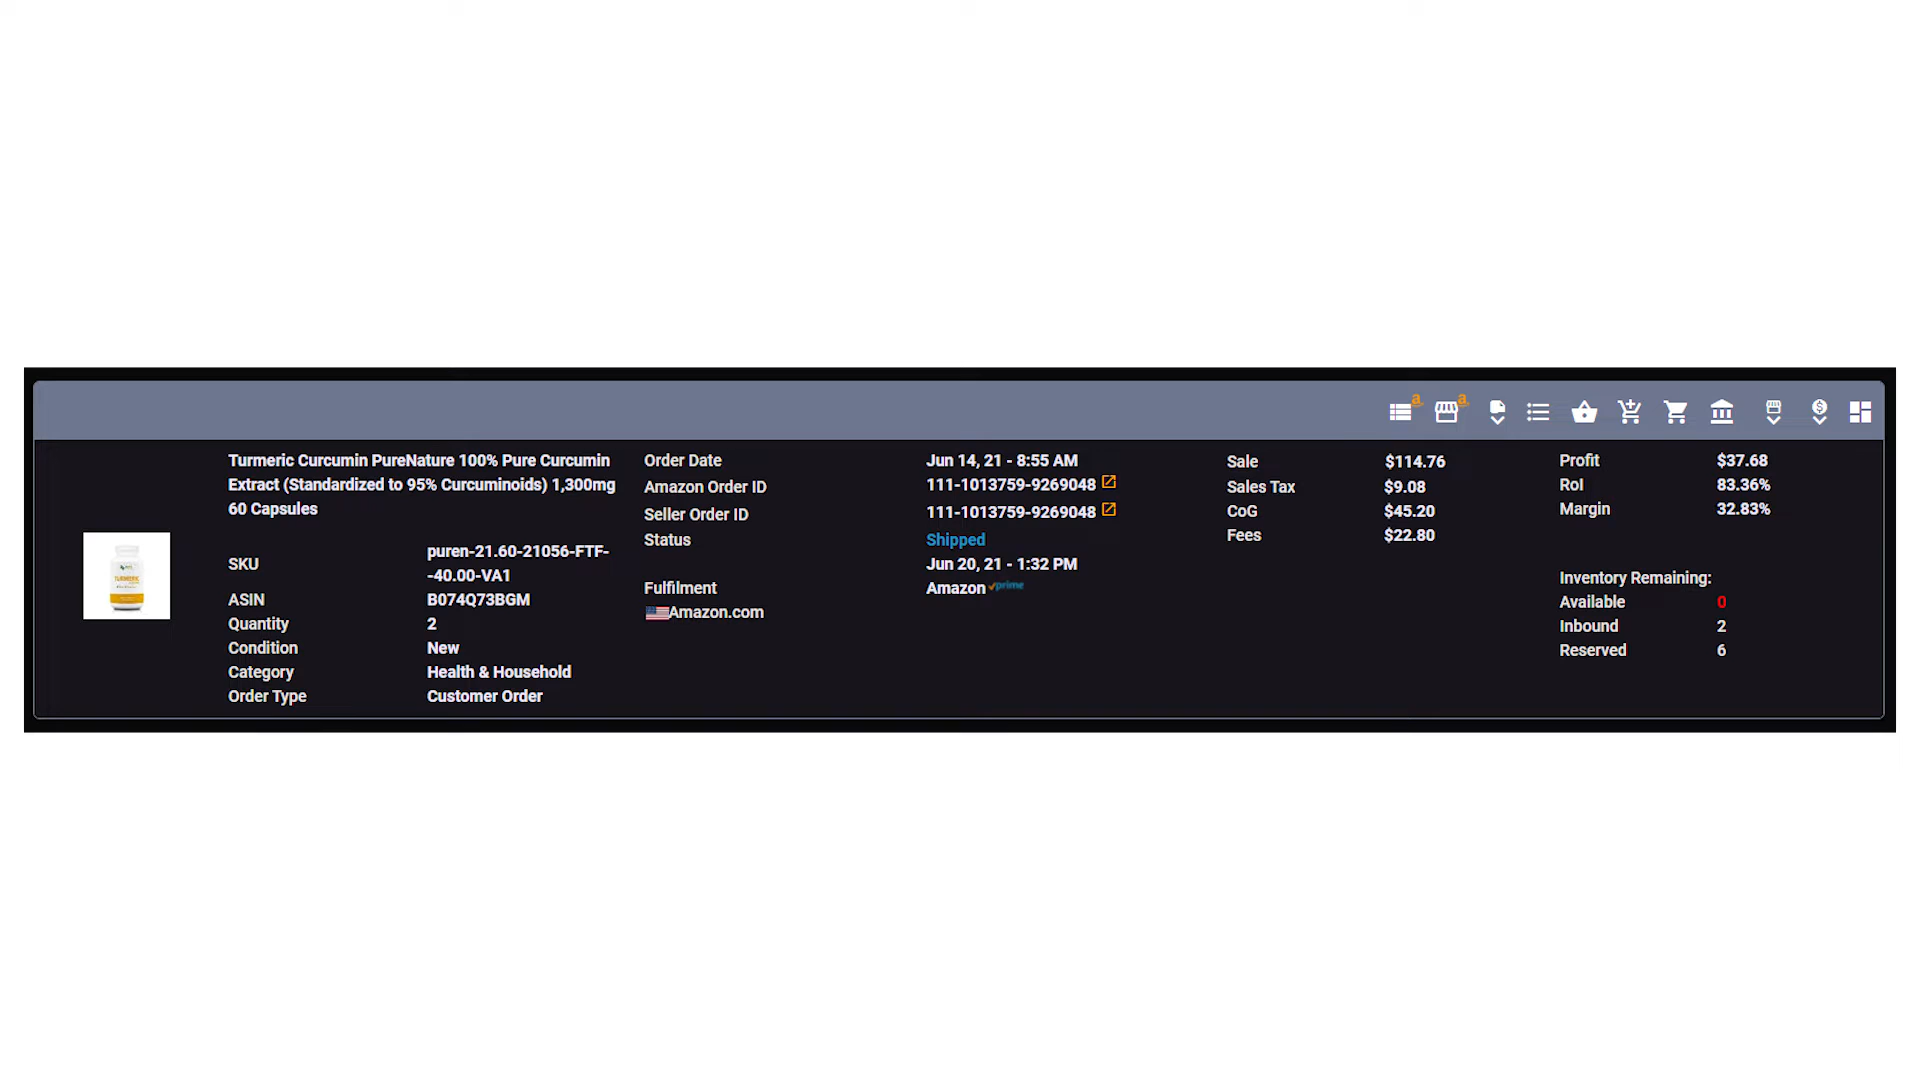 Turmeric Curcumin PureNature 100% Pure Curcumin
Extract (Standardized to 95% Curcuminoids) 1,300mg
60 Capsules
SKU puren-21.60-21056-FTF-
-40.00-VA1
ASIN B074Q73BGM
Quantity 2
Condition New
Category Health & Household
Order Type Customer Order
Order Date Jun 14, 21 - 8:55 AM
Amazon Order ID 111-1013759-9269048
Seller Order ID 111-1013759-9269048
Status Shipped
Jun 20, 21 - 1:32 PM
Fulfilment Amazon prime
Amazon.com
Sale $114.76
Sales Tax $9.08
CoG $45.20
Fees $22.80
Profit $37.68
RoI 83.36%
Margin 32.83%
Inventory Remaining:
Available 0
Inbound 2
Reserved 6
TURMERIC